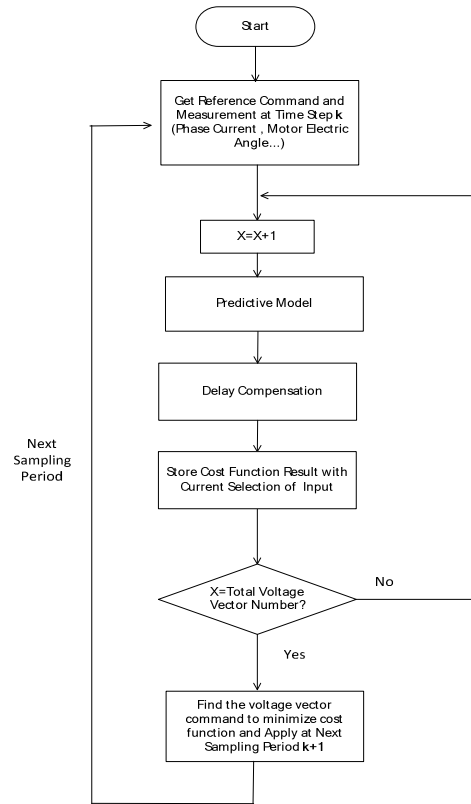 Start
Get Reference Command and
Measurement at Time Step k
(Phase Current , Motor Electric
Angle...)
X=X+1
Predictive Model
Delay Compensation
Next
Sampling
Period
Store Cost Function Result with
Current Selection of Input
X=Total Voltage
Vector Number?
No
Yes
Find the voltage vector
command to minimize cost
function and Apply at Next
Sampling Period k+1